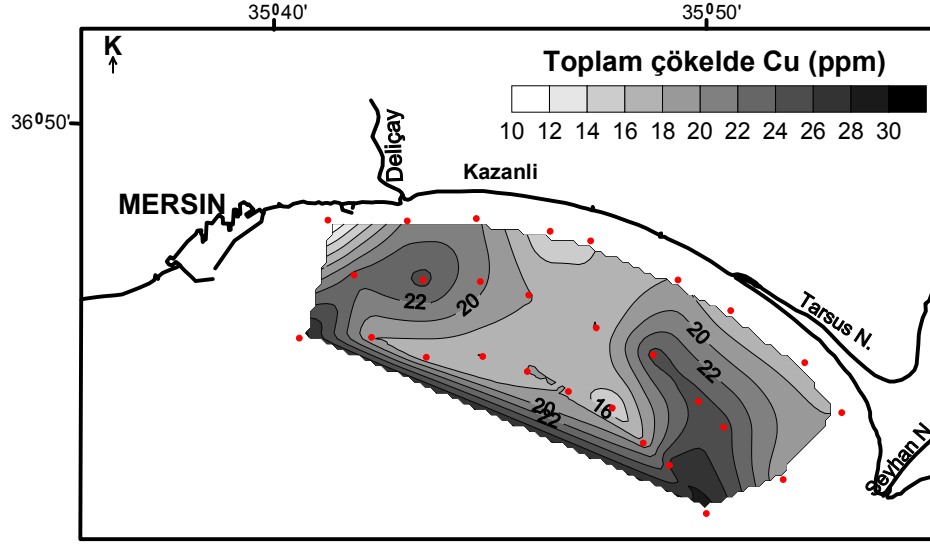 35⁰40' 35⁰50'
K
Toplam çökelde Cu (ppm)
36⁰50'
10 12 14 16 18 20 22 24 26 28 30
Deliçay
Kazanli
MERSIN
22 20
20
22
Tarsus N.
20
22
16
Şeyhan N